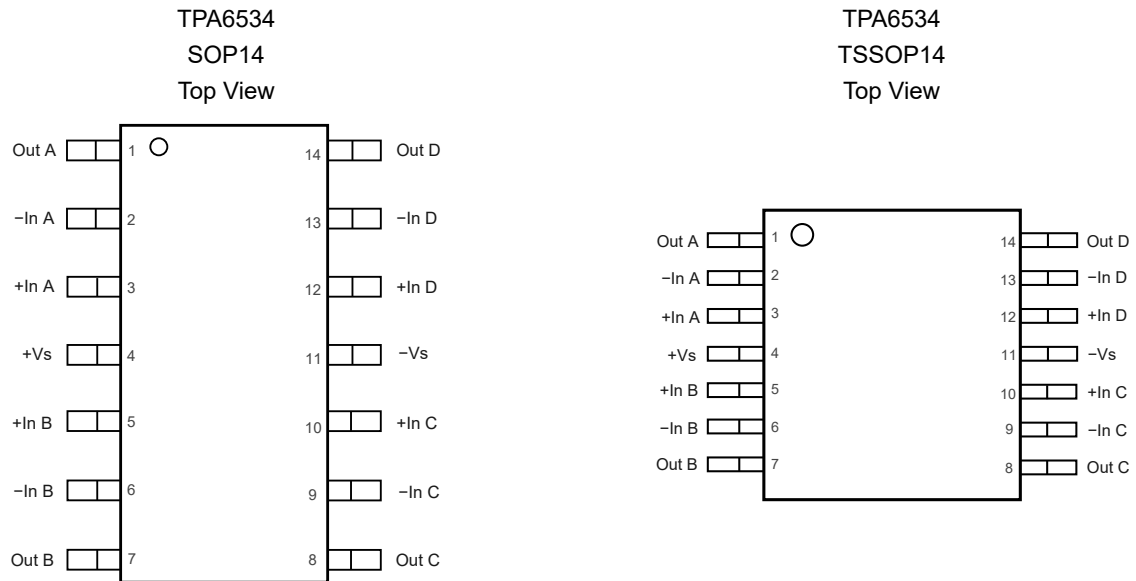 TPA6534
SOP14
Top View
Out A 1 14 Out D
−In A 2 13 −In D
+In A 3 12 +In D
+Vs 4 11 −Vs
+In B 5 10 +In C
−In B 6 9 −In C
Out B 7 8 Out C
TPA6534
TSSOP14
Top View
Out A 1 14 Out D
−In A 2 13 −In D
+In A 3 12 +In D
+Vs 4 11 −Vs
+In B 5 10 +In C
−In B 6 9 −In C
Out B 7 8 Out C